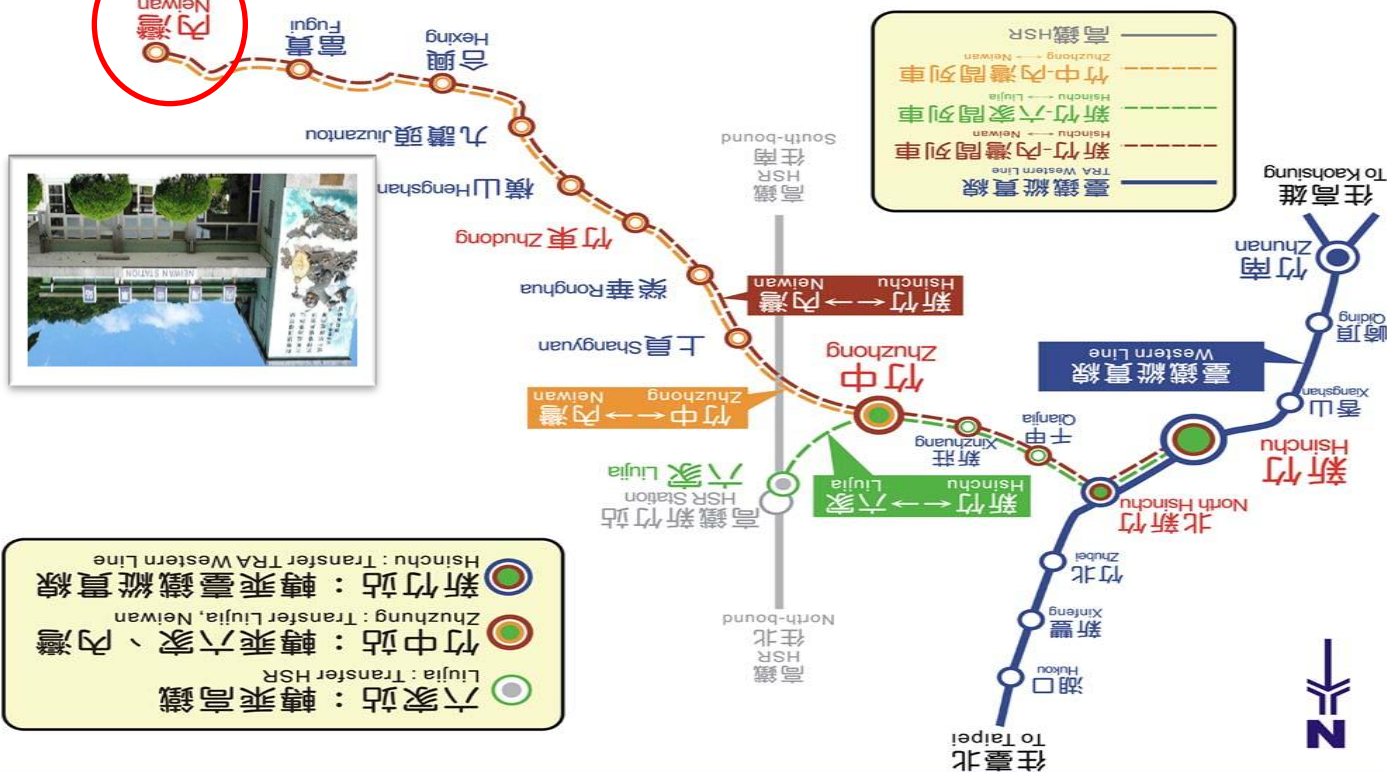 N
往臺北
To Taipei
湖口
Hukou
新豐
Xinfeng
竹北
Zhubei
北新竹
North Hsinchu
新竹
Hsinchu
香山
Xiangshan
崎頂
Qiding
竹南
Zhunan
往高雄
To Kaohsiung
臺鐵縱貫線
Western Line
千甲
Qianjia
新莊
Xinzhuang
竹中
Zhuzhong
新竹←→六家
Hsinchu Liujia
高鐵
HSR
往北
North-bound
高鐵新竹站
HSR Station
六家 Liujia
六家站：轉乘高鐵
Liujia : Transfer HSR
竹中站：轉乘六家、內灣
Zhuzhung : Transfer Liujia, Neiwan
新竹站：轉乘臺鐵縱貫線
Hsinchu : Transfer TRA Western Line
竹中←→內灣
Zhuzhong Neiwan
新竹←→內灣
Hsinchu Neiwan
上員 Shangyuan
榮華 Ronghua
竹東 Zhudong
橫山 Hengshan
九讚頭 Jiuzantou
合興
Hexing
富貴
Fugui
內灣
Neiwan
高鐵
HSR
往南
South-bound
臺鐵縱貫線
TRA Western Line
新竹-內灣間列車
Hsinchu ←→ Neiwan
新竹-六家間列車
Hsinchu ←→ Liujia
竹中-內灣間列車
Zhuzhong ←→ Neiwan
高鐵HSR
NEIWAN STATION